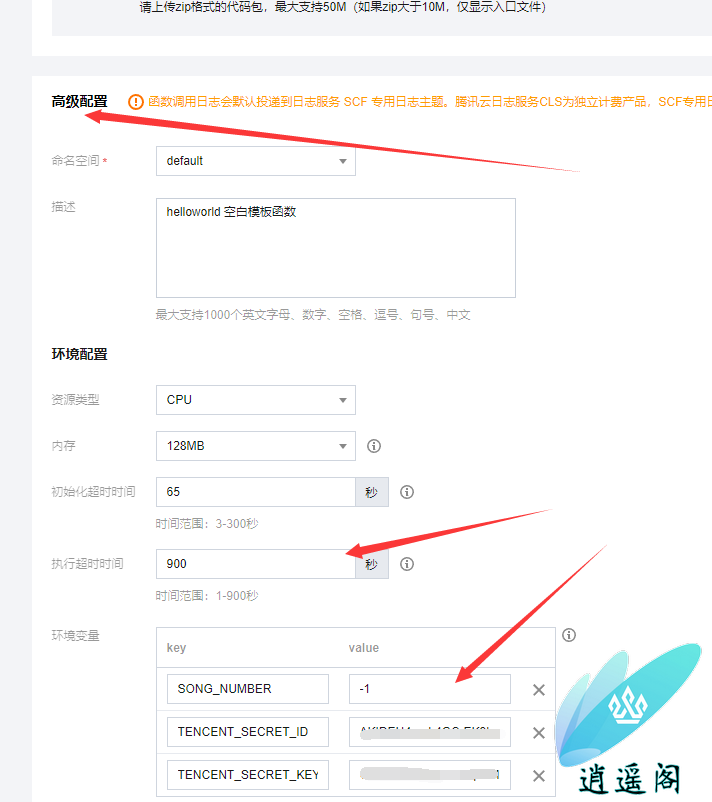 请上传zip格式的代码包，最大支持50M（如果zip大于10M，仅显示入口文件）
高级配置 函数调用日志会默认投递到日志服务 SCF 专用日志主题。腾讯云日志服务CLS为独立计费产品，SCF专用日
命名空间 * default
描述 helloworld 空白模板函数
最大支持1000个英文字母、数字、空格、逗号、句号、中文
环境配置
资源类型 CPU
内存 128MB
初始化超时时间 65 秒
时间范围：3-300秒
执行超时时间 900 秒
时间范围：1-900秒
环境变量 key value
SONG_NUMBER -1
TENCENT_SECRET_ID
TENCENT_SECRET_KEY
逍遥阁